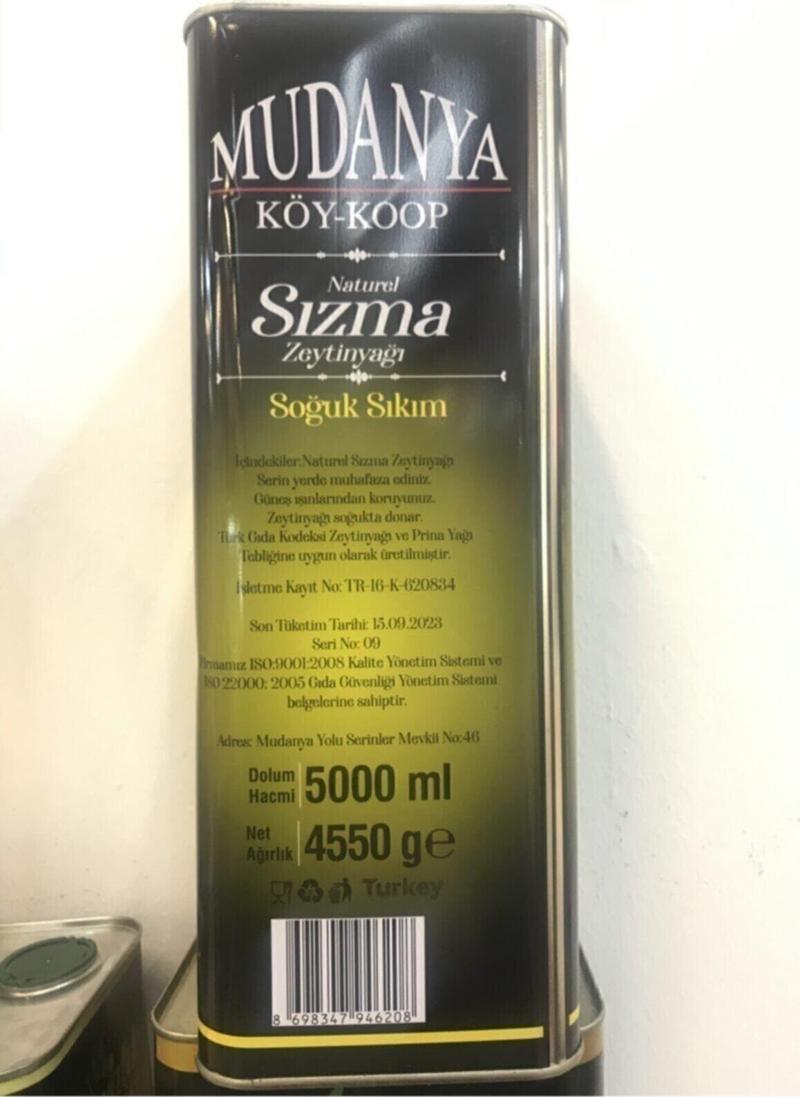 MUDANYA
KÖY-KOOP
Naturel
Sızma
Zeytinyağı
Soğuk Sıkım
İçindekiler:Naturel Sızma Zeytinyağı
Serin yerde muhafaza ediniz.
Güneş ışınlarından koruyunuz.
Zeytinyağı soğukta donar.
Türk Gıda Kodeksi Zeytinyağı ve Prina Yağı
Tebliğine uygun olarak üretilmiştir.
İşletme Kayıt No: TR-16-K-620834
Son Tüketim Tarihi: 15.09.2023
Seri No: 09
Firmamız ISO:9001:2008 Kalite Yönetim Sistemi ve
ISO 22000: 2005 Gıda Güvenliği Yönetim Sistemi
belgelerine sahiptir.
Adres: Mudanya Yolu Serinler Mevkii No:46
Dolum Hacmi 5000 ml
Net Ağırlık 4550 g℮
Turkey
8 698347 946208